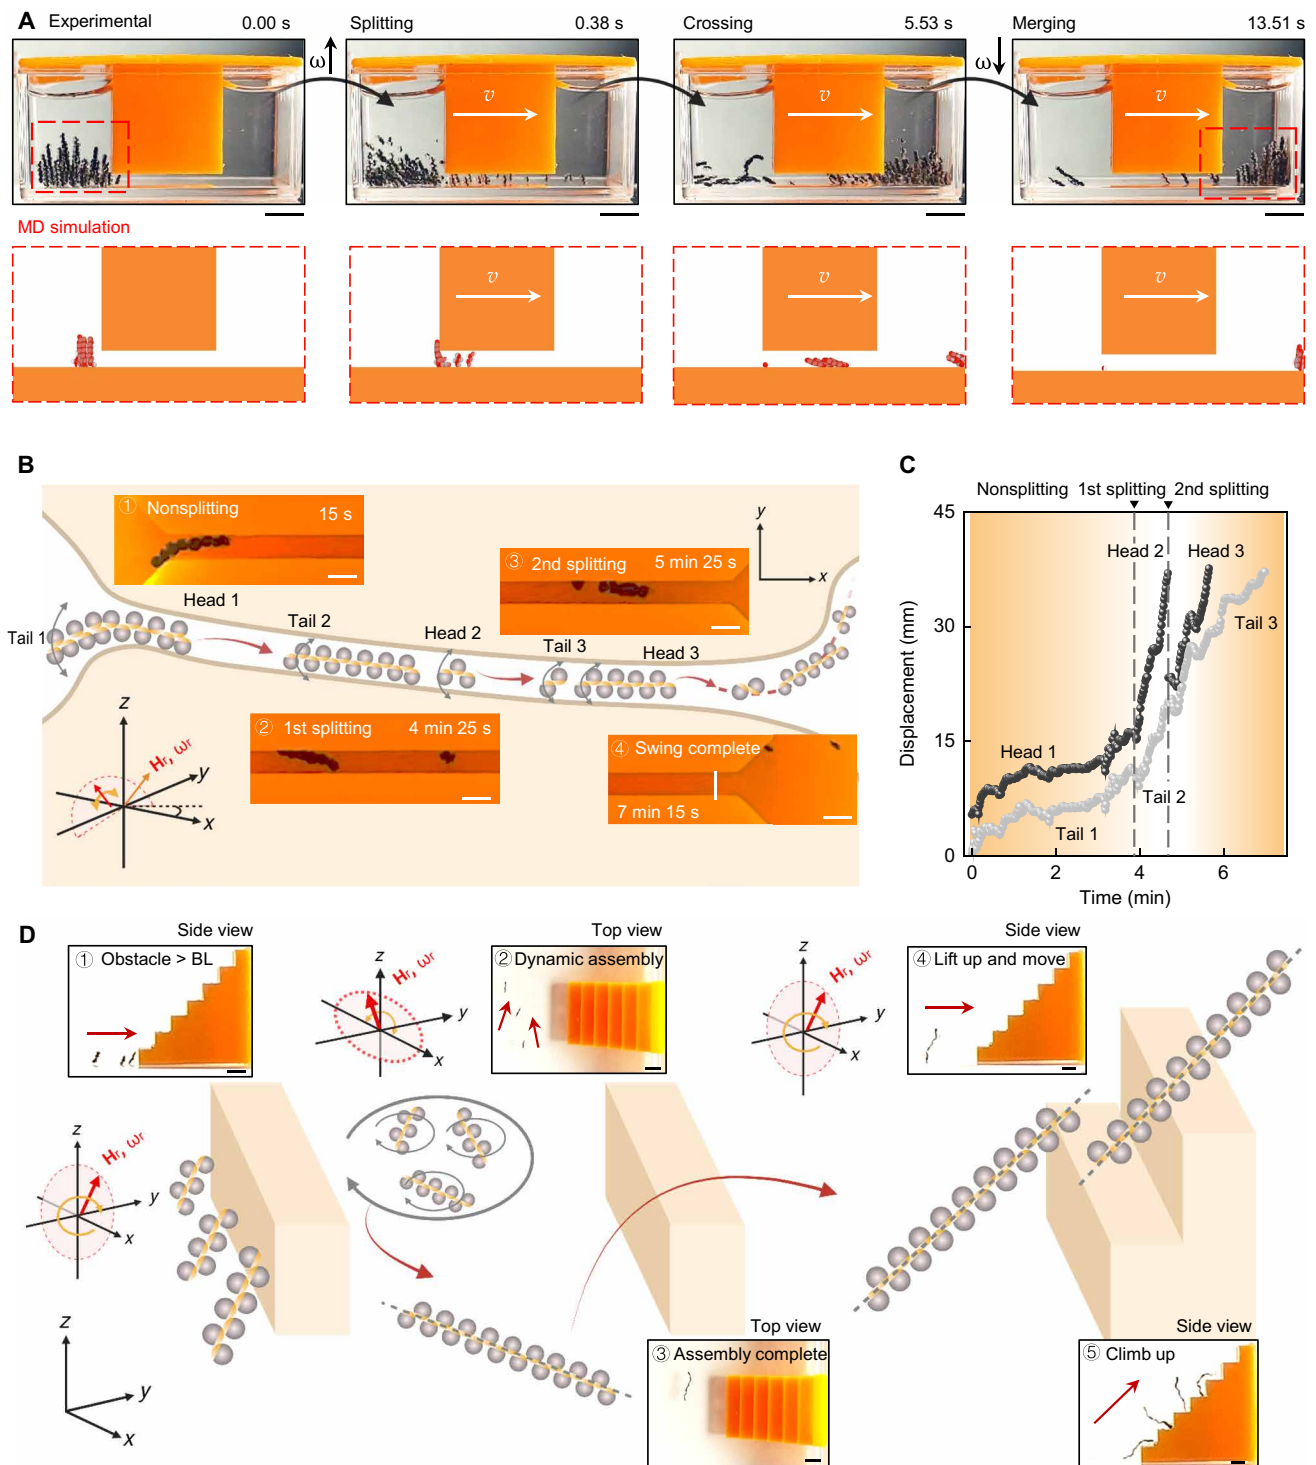 A
Experimental 0.00 s
Splitting 0.38 s
Crossing 5.53 s
Merging 13.51 s
ω
ω
v
v
v
MD simulation
v
v
v
B
① Nonsplitting
15 s
③ 2nd splitting 5 min 25 s
y
x
Head 1
Tail 1
Tail 2
Head 2
Tail 3
Head 3
② 1st splitting 4 min 25 s
④ Swing complete
7 min 15 s
z
Hr, ωr
y
x
C
Nonsplitting 1st splitting 2nd splitting
45
30
15
0
Displacement (mm)
Head 2
Head 3
Tail 3
Head 1
Tail 2
Tail 1
0 2 4 6
Time (min)
D
Side view
① Obstacle > BL
z
Hr, ωr
y
x
Top view
② Dynamic assembly
z
Hr, ωr
y
x
Side view
④ Lift up and move
z
Hr, ωr
y
x
z
y
x
Top view
③ Assembly complete
Side view
⑤ Climb up